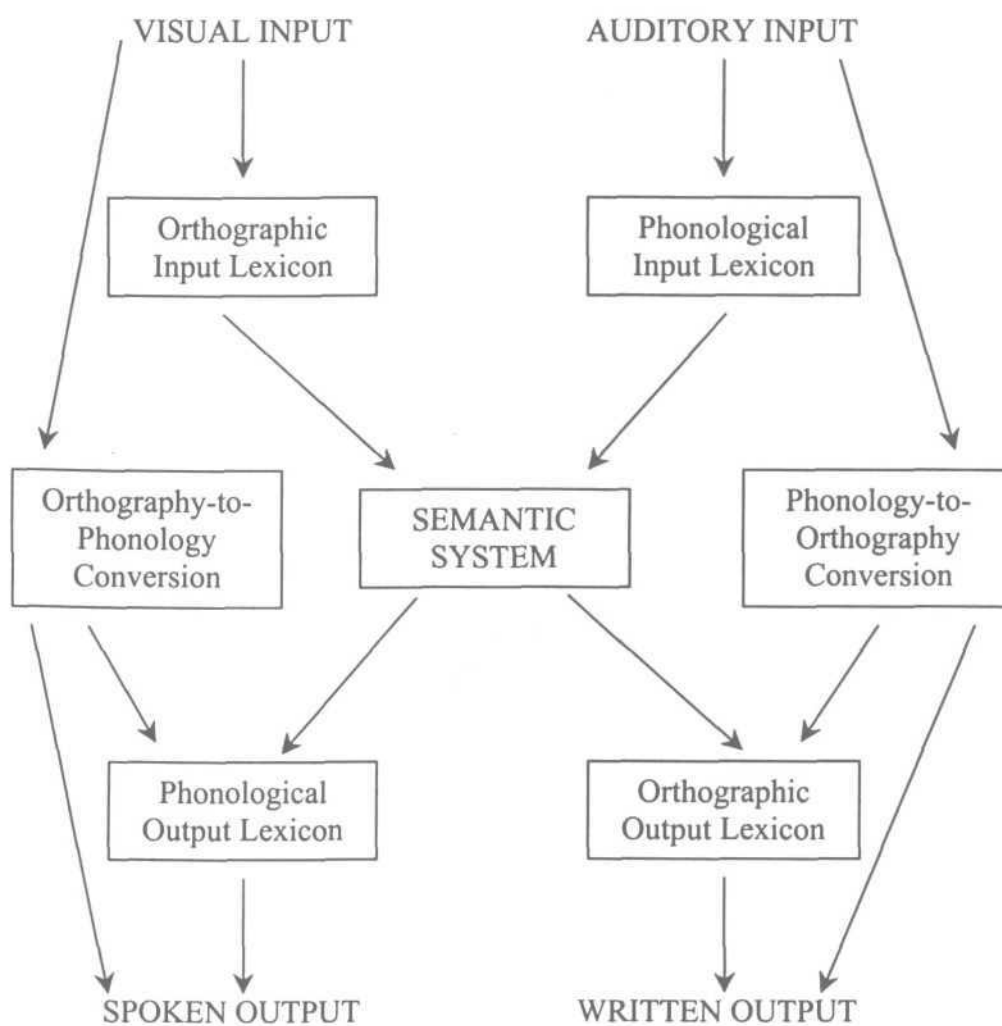 VISUAL INPUT
AUDITORY INPUT
Orthographic
Input Lexicon
Phonological
Input Lexicon
Orthography-to-
Phonology
Conversion
SEMANTIC
SYSTEM
Phonology-to-
Orthography
Conversion
Phonological
Output Lexicon
Orthographic
Output Lexicon
SPOKEN OUTPUT
WRITTEN OUTPUT